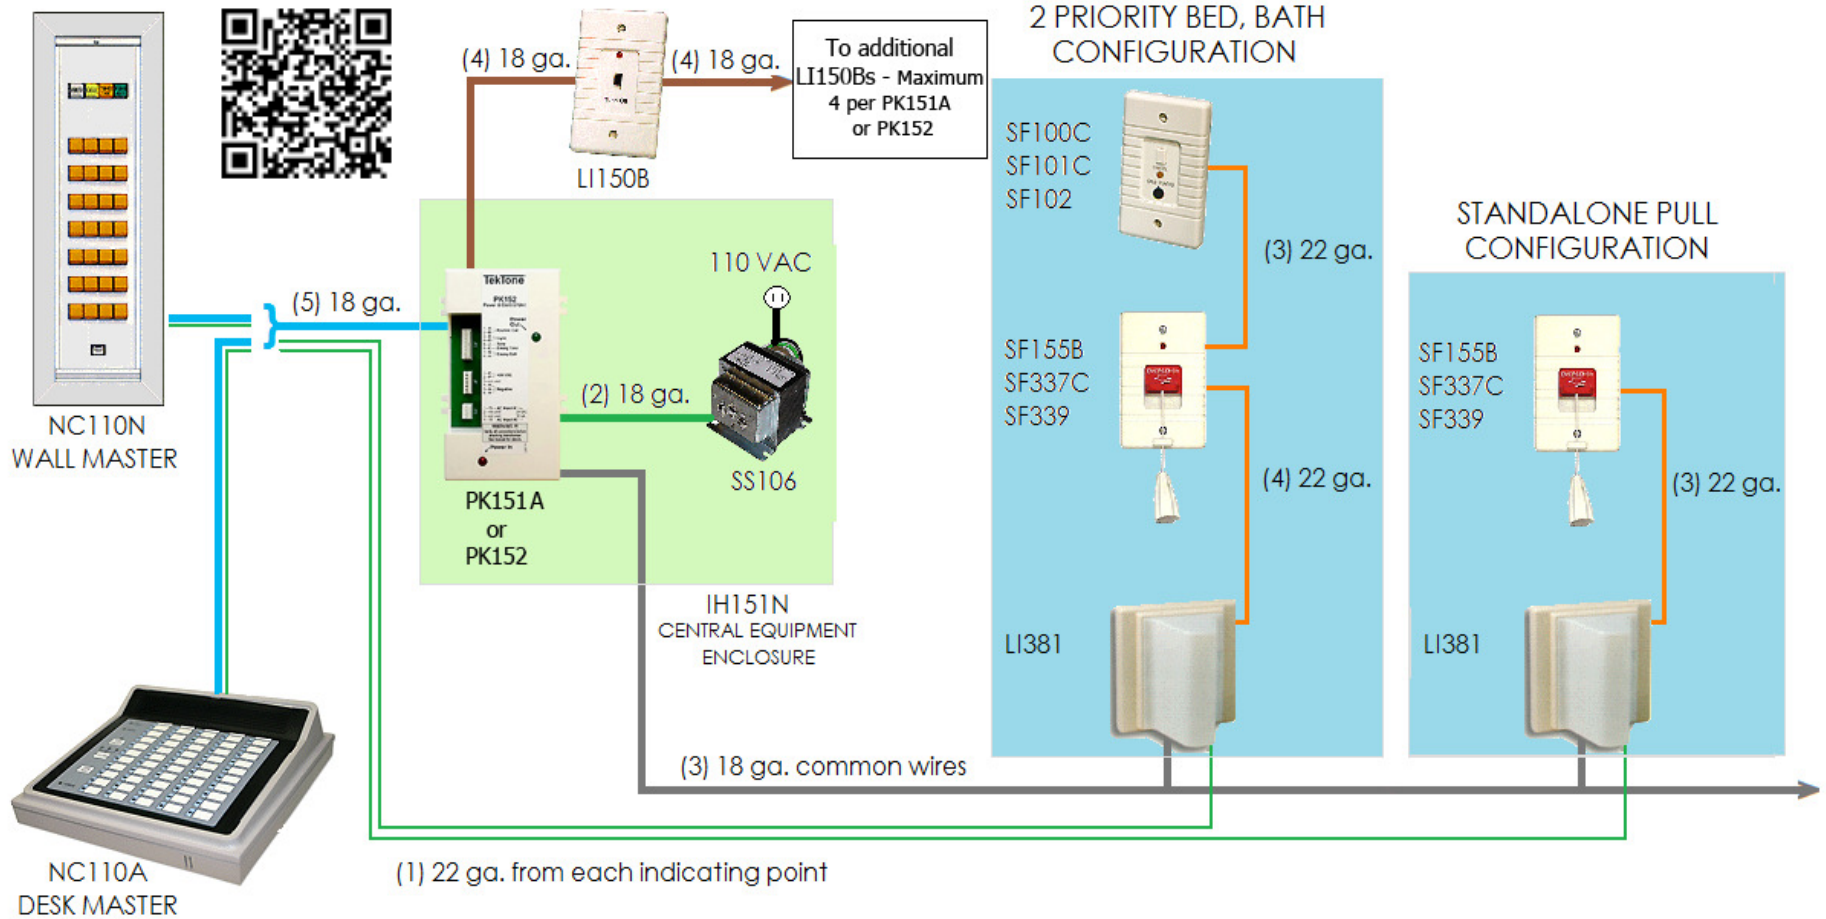 2 PRIORITY BED, BATH
CONFIGURATION
(4) 18 ga.
(4) 18 ga.
To additional
LI150Bs - Maximum
4 per PK151A
or PK152
LI150B
SF100C
SF101C
SF102
(3) 22 ga.
STANDALONE PULL
CONFIGURATION
110 VAC
TekTone
PK152
Power In
(5) 18 ga.
(2) 18 ga.
SS106
SF155B
SF337C
SF339
(4) 22 ga.
SF155B
SF337C
SF339
(3) 22 ga.
NC110N
WALL MASTER
PK151A
or
PK152
IH151N
CENTRAL EQUIPMENT
ENCLOSURE
LI381
LI381
(3) 18 ga. common wires
NC110A
DESK MASTER
(1) 22 ga. from each indicating point